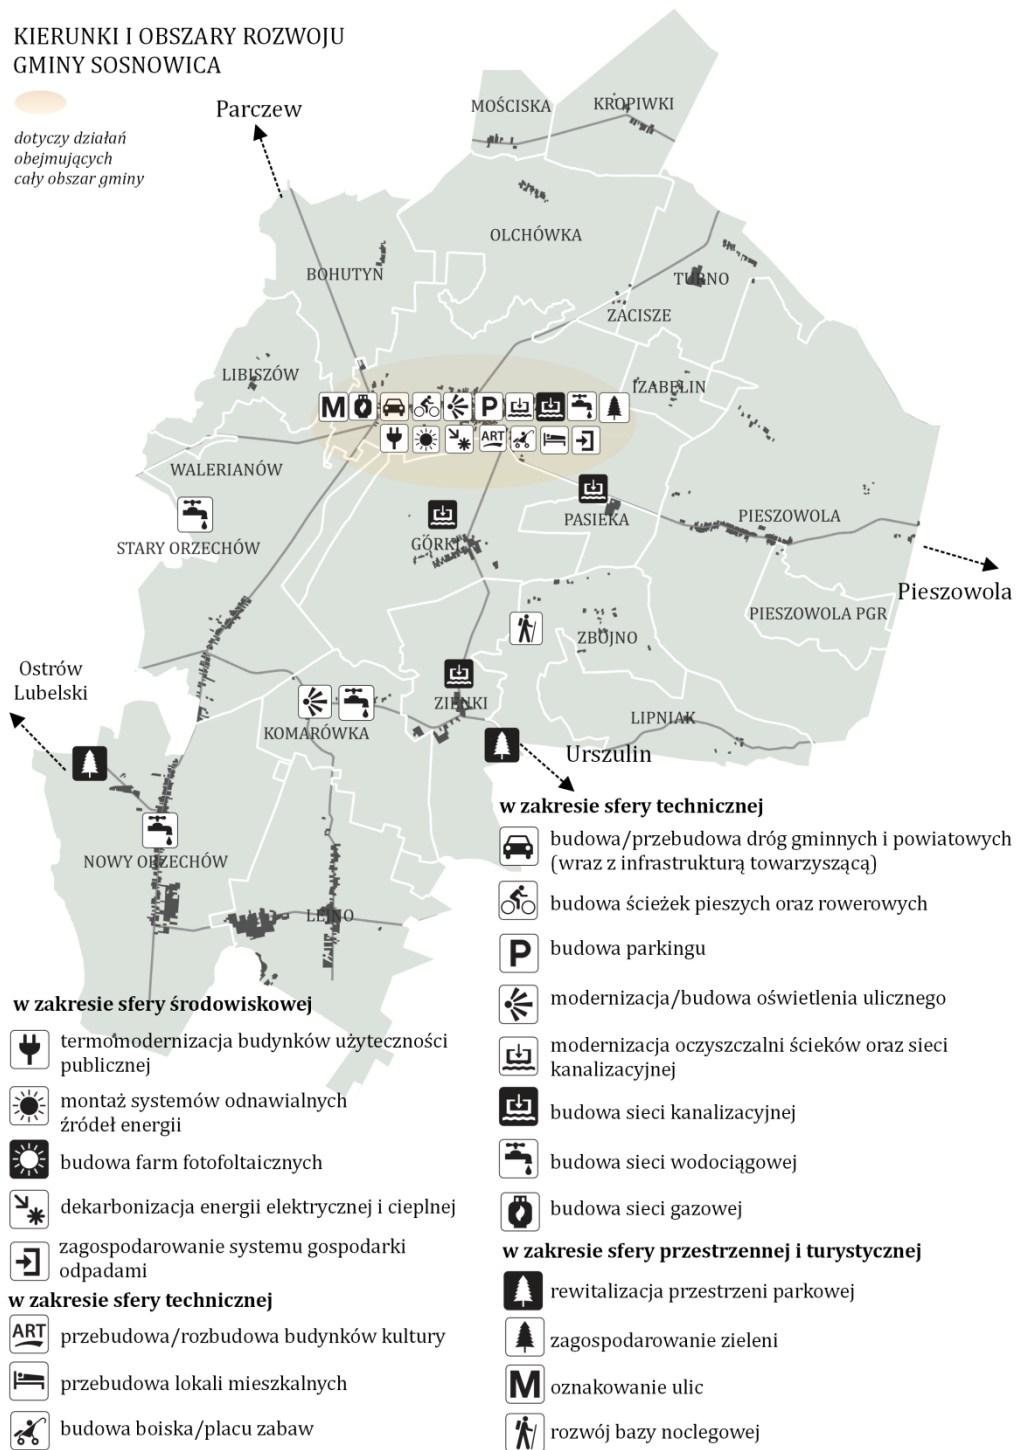 KIERUNKI I OBSZARY ROZWOJU
GMINY SOSNOWICA
dotyczy działań
obejmujących
cały obszar gminy
Parczew
MOŚCISKA
KROPIWKI
OLCHÓWKA
BOHUTYN
TURNO
ZACISZE
LIBISZÓW
IZABELIN
M
P
ART
WALERIANÓW
STARY ORZECHÓW
GÓRKI
PASIEKA
PIESZOWOLA
Pieszowola
PIESZOWOLA PGR
ZBÓJNO
Ostrów
Lubelski
ZIENKI
KOMARÓWKA
LIPNIAK
Urszulin
NOWY ORZECHÓW
LEJNO
w zakresie sfery środowiskowej
termomodernizacja budynków użyteczności
publicznej
montaż systemów odnawialnych
źródeł energii
budowa farm fotofoltaicznych
dekarbonizacja energii elektrycznej i cieplnej
zagospodarowanie systemu gospodarki
odpadami
w zakresie sfery technicznej
ART przebudowa/rozbudowa budynków kultury
przebudowa lokali mieszkalnych
budowa boiska/placu zabaw
w zakresie sfery technicznej
budowa/przebudowa dróg gminnych i powiatowych
(wraz z infrastrukturą towarzyszącą)
budowa ścieżek pieszych oraz rowerowych
P budowa parkingu
modernizacja/budowa oświetlenia ulicznego
modernizacja oczyszczalni ścieków oraz sieci
kanalizacyjnej
budowa sieci kanalizacyjnej
budowa sieci wodociągowej
budowa sieci gazowej
w zakresie sfery przestrzennej i turystycznej
rewitalizacja przestrzeni parkowej
zagospodarowanie zieleni
M oznakowanie ulic
rozwój bazy noclegowej